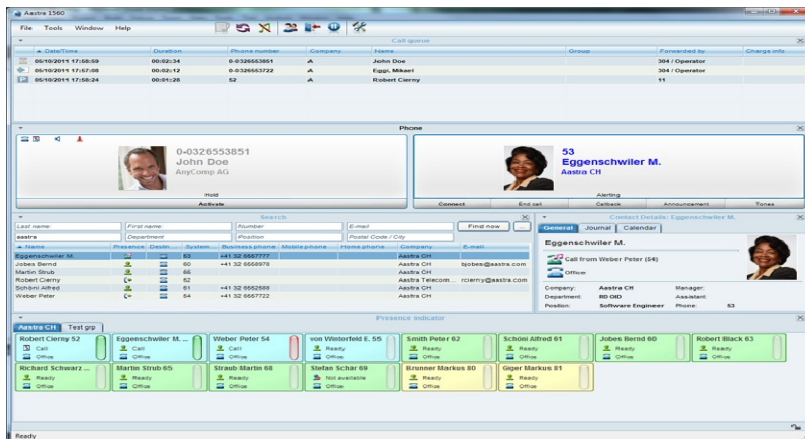 Aastra 1560
File Tools Window Help
Call queue
Date/Time Duration Phone number Company Name Group Forwarded by Charge info
05/10/2011 17:58:59 00:02:34 0-0326553851 A John Doe 304 / Operator
05/10/2011 17:57:08 00:02:12 0-0326553722 A Eggi, Mikael 304 / Operator
05/10/2011 17:58:24 00:01:28 52 A Robert Cierny 11
Phone
0-0326553851
John Doe
AnyComp AG
Hold
Activate
53
Eggenschwiler M.
Aastra CH
Alerting
Connect End call Callback Announcement Tones
Search
Last name First name Number E-mail Find now ...
aastra Department Position Postal Code / City
Name Presence Destin... System... Business phone Mobile phone Home phone Company E-mail
Eggenschwiler M. 53 +41 32 6557777 Aastra CH
Jobes Bernd 60 +41 32 6558978 Aastra CH bjobes@aastra.com
Martin Strub 65 Aastra CH
Robert Cierny 52 Aastra Telecom... rcierny@aastra.com
Schöni Alfred 61 +41 32 6552588 Aastra CH
Weber Peter 54 +41 32 6557722 Aastra CH
Contact Details: Eggenschwiler M.
General Journal Calendar
Eggenschwiler M.
Call from Weber Peter (54)
Office
Company: Aastra CH Manager:
Department: RD OID Assistant:
Position: Software Engineer Phone: 53
Presence indicator
Aastra CH Test grp
Robert Cierny 52 Eggenschwiler M. ... Weber Peter 54 von Winterfeld E. 55 Smith Peter 62 Schöni Alfred 61 Jobes Bernd 60 Robert Black 63
Call Call Call Ready Ready Ready Ready Ready
Office Office Office Office Office Office Office Office
Richard Schwarz ... Martin Strub 65 Straub Martin 68 Stefan Schär 69 Brunner Markus 80 Giger Markus 81
Ready Ready Ready Not available Ready Ready
Office Office Office Office Office Office
Ready